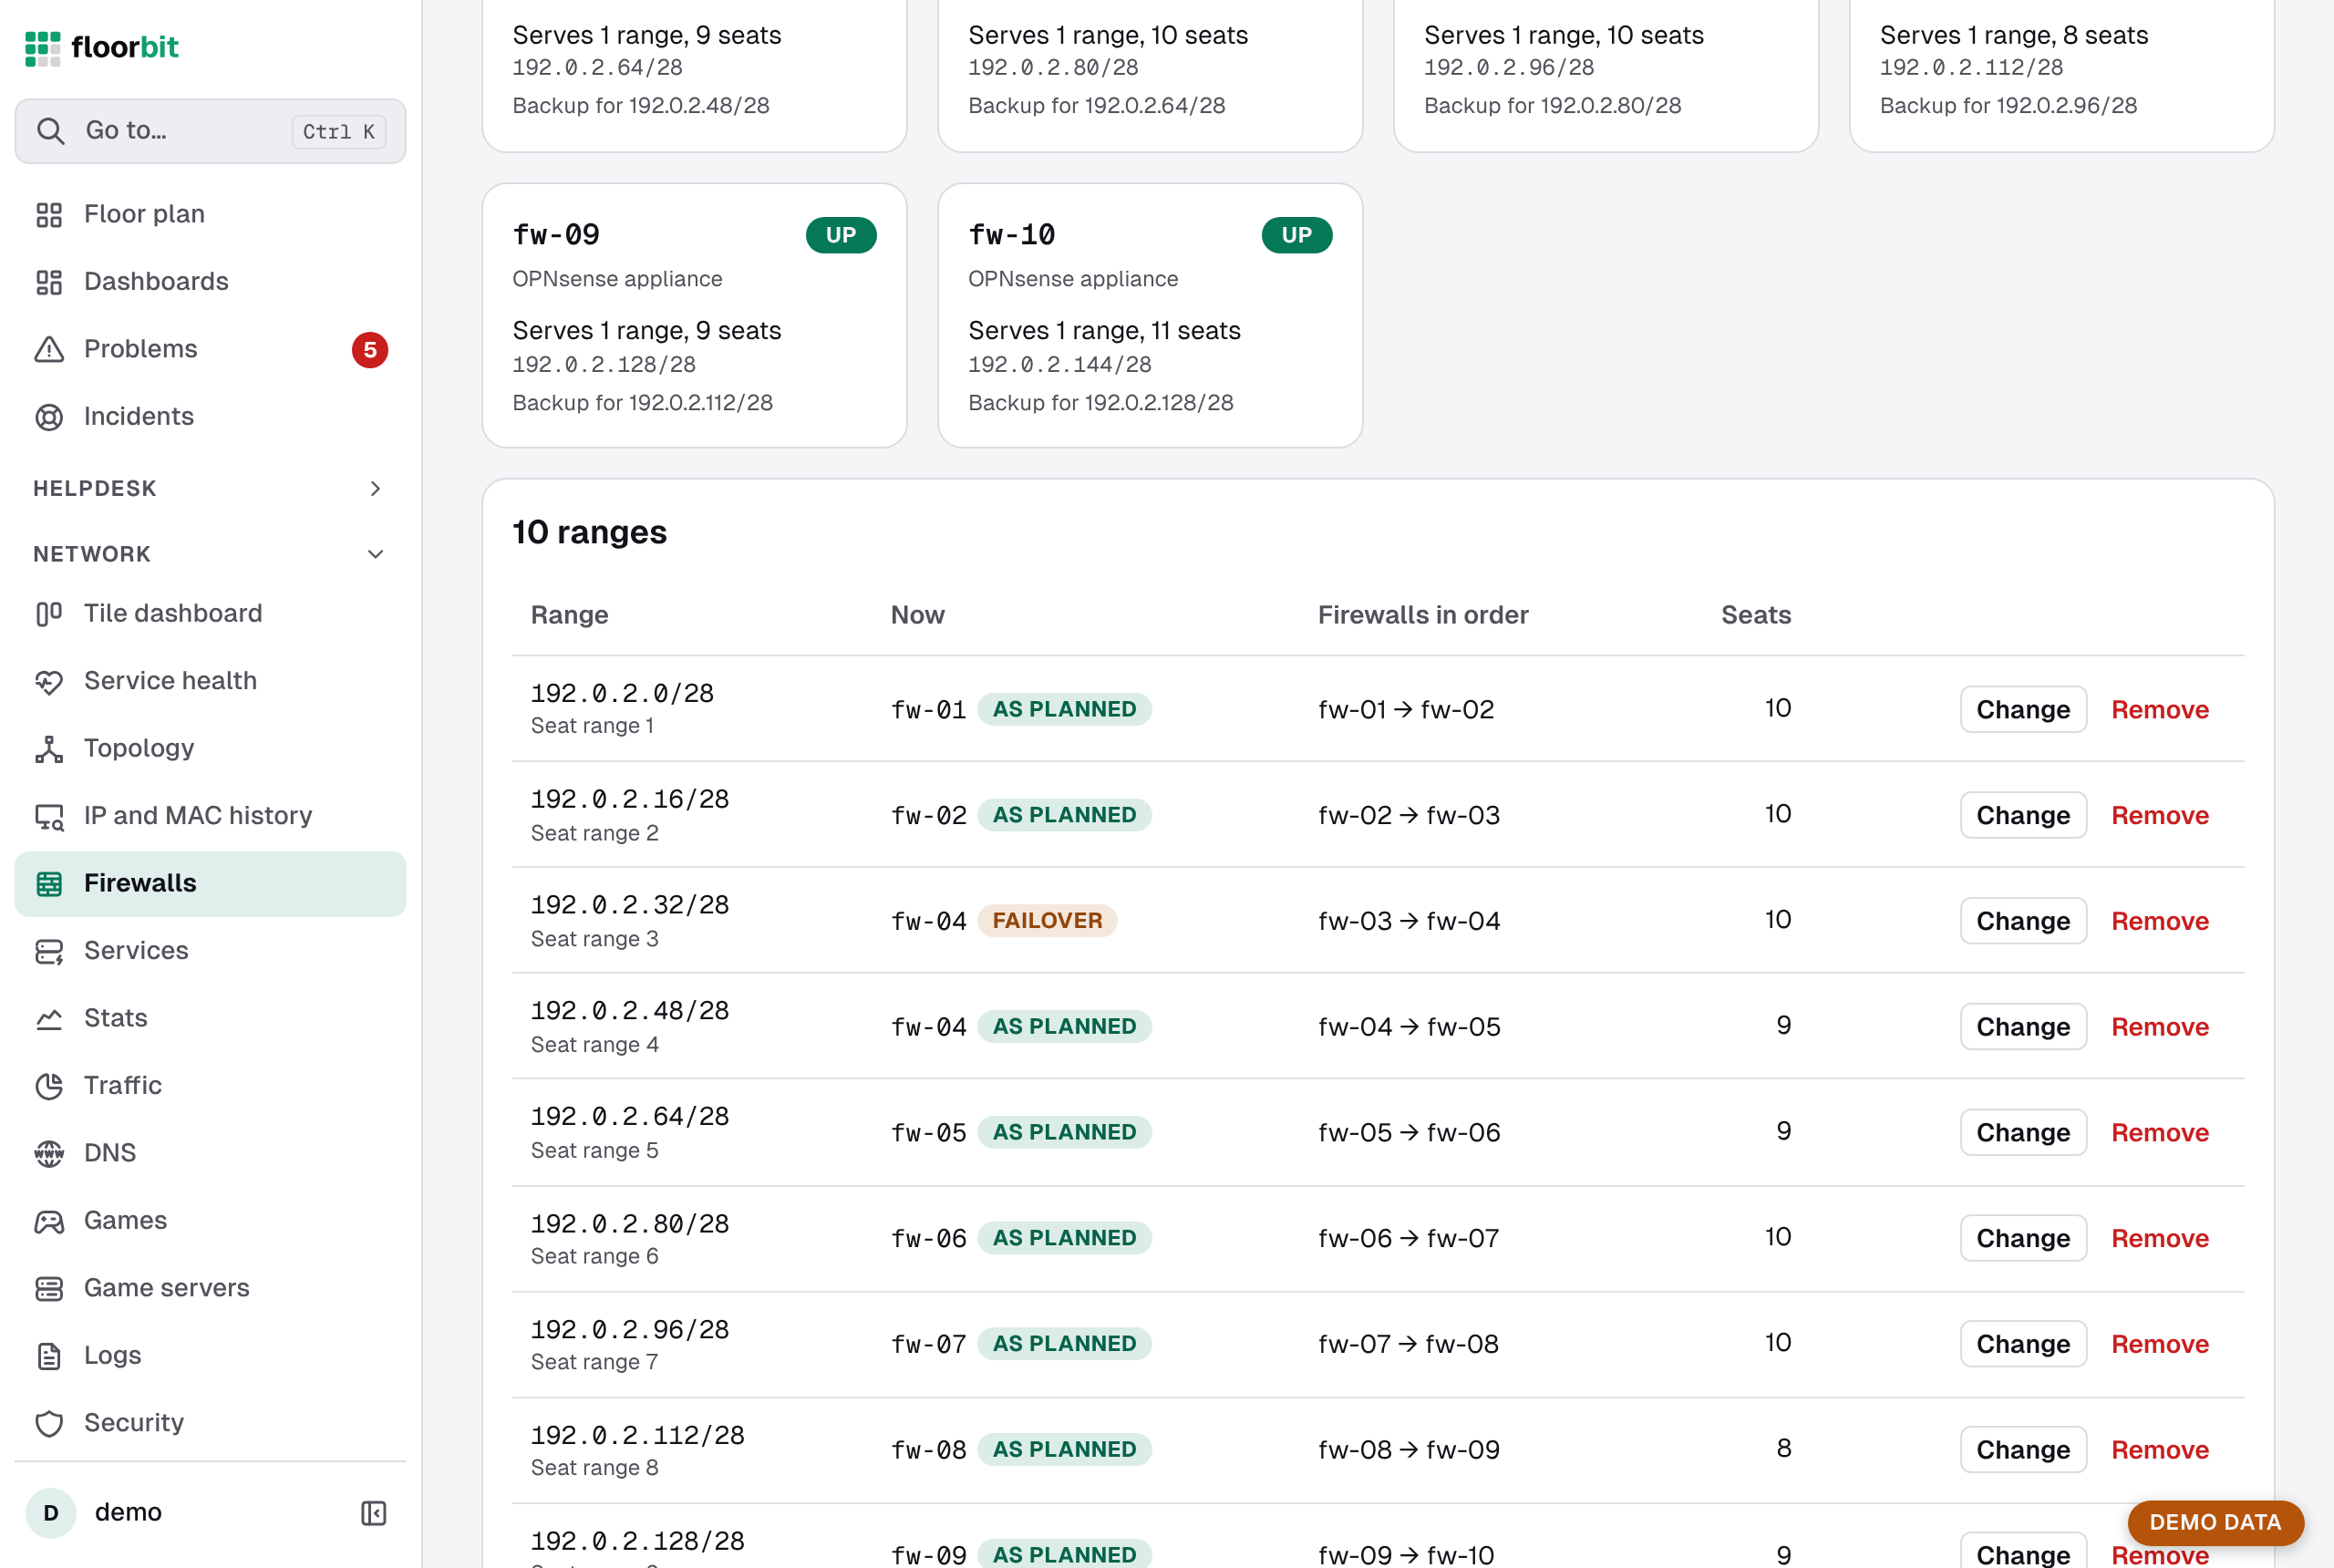 floorbit
Go to...
Ctrl K
Floor plan
Dashboards
Problems
5
Incidents
HELPDESK
NETWORK
Tile dashboard
Service health
Topology
IP and MAC history
Firewalls
Services
Stats
Traffic
DNS
Games
Game servers
Logs
Security
D
demo
Serves 1 range, 9 seats
192.0.2.64/28
Backup for 192.0.2.48/28
Serves 1 range, 10 seats
192.0.2.80/28
Backup for 192.0.2.64/28
Serves 1 range, 10 seats
192.0.2.96/28
Backup for 192.0.2.80/28
Serves 1 range, 8 seats
192.0.2.112/28
Backup for 192.0.2.96/28
fw-09 UP
OPNsense appliance
Serves 1 range, 9 seats
192.0.2.128/28
Backup for 192.0.2.112/28
fw-10 UP
OPNsense appliance
Serves 1 range, 11 seats
192.0.2.144/28
Backup for 192.0.2.128/28
10 ranges
Range Now Firewalls in order Seats
192.0.2.0/28
Seat range 1
fw-01 AS PLANNED fw-01 → fw-02 10 Change Remove
192.0.2.16/28
Seat range 2
fw-02 AS PLANNED fw-02 → fw-03 10 Change Remove
192.0.2.32/28
Seat range 3
fw-04 FAILOVER fw-03 → fw-04 10 Change Remove
192.0.2.48/28
Seat range 4
fw-04 AS PLANNED fw-04 → fw-05 9 Change Remove
192.0.2.64/28
Seat range 5
fw-05 AS PLANNED fw-05 → fw-06 9 Change Remove
192.0.2.80/28
Seat range 6
fw-06 AS PLANNED fw-06 → fw-07 10 Change Remove
192.0.2.96/28
Seat range 7
fw-07 AS PLANNED fw-07 → fw-08 10 Change Remove
192.0.2.112/28
Seat range 8
fw-08 AS PLANNED fw-08 → fw-09 8 Change Remove
192.0.2.128/28
fw-09 AS PLANNED fw-09 → fw-10 9 Change Remove
DEMO DATA